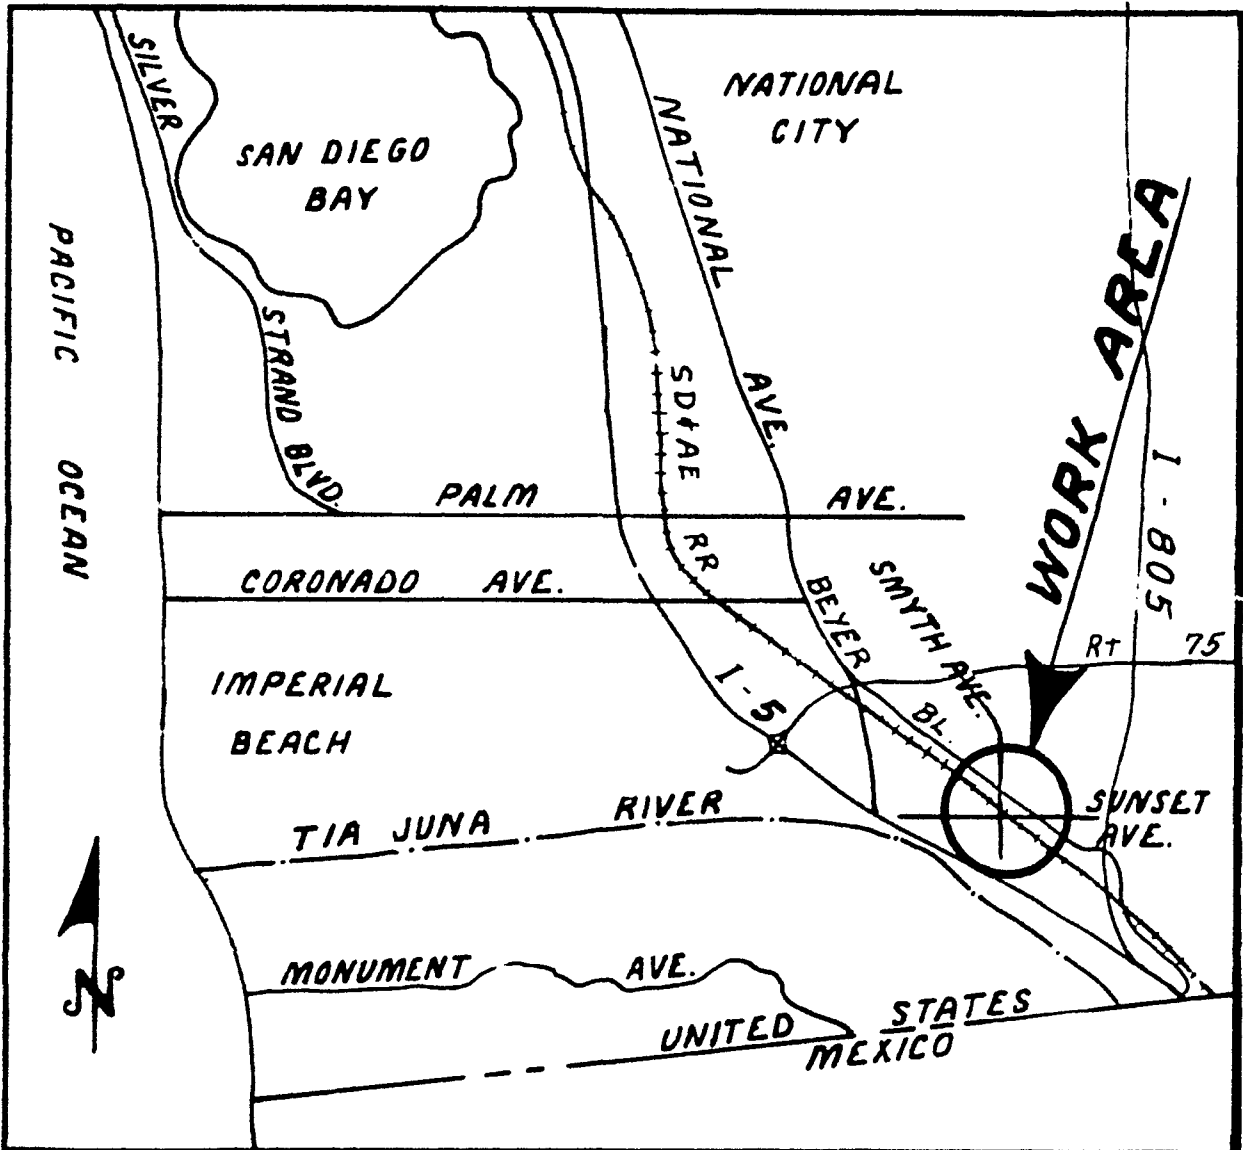 SILVER
STRAND BLVD.
SAN DIEGO
BAY
NATIONAL
CITY
NATIONAL AVE.
PACIFIC OCEAN
SD&AE RR
WORK AREA
I-805
PALM AVE.
CORONADO AVE.
BEYER BL.
SMYTH AVE.
Rt 75
IMPERIAL
BEACH
I-5
SUNSET
AVE.
TIA JUNA RIVER
MONUMENT AVE.
N
UNITED STATES
MEXICO